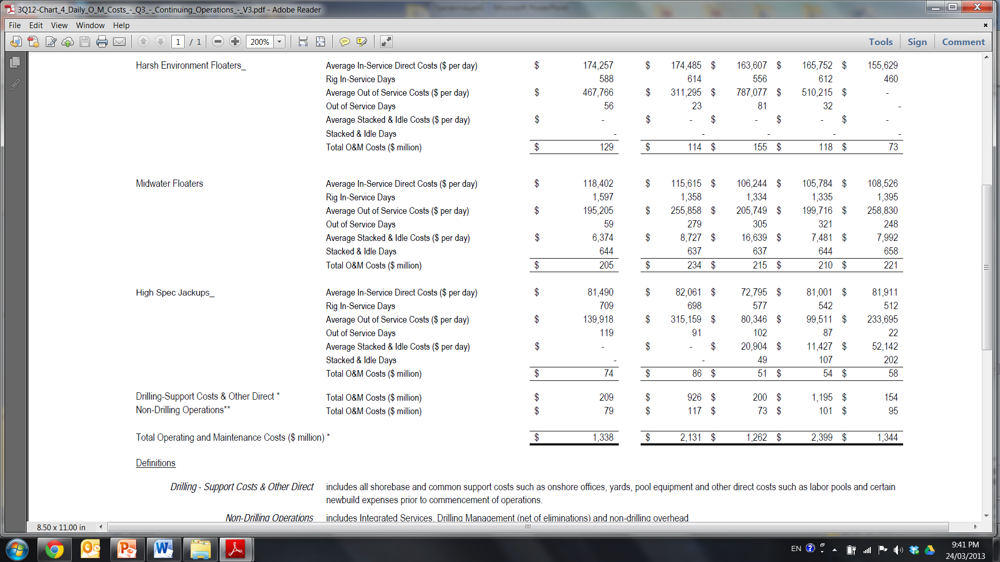 3Q12-Chart_4_Daily_O_M_Costs_-_Q3_-_Continuing_Operations_-_V3.pdf - Adobe Reader
File Edit View Window Help
1 / 1 200% Tools Sign Comment
Harsh Environment Floaters_ Average In-Service Direct Costs ($ per day) $ 174,257 $ 174,485 $ 163,607 $ 165,752 $ 155,629
Rig In-Service Days 588 614 556 612 460
Average Out of Service Costs ($ per day) $ 467,766 $ 311,295 $ 787,077 $ 510,215 $ -
Out of Service Days 56 23 81 32 -
Average Stacked & Idle Costs ($ per day) $ - $ - $ - $ - $ -
Stacked & Idle Days - - - - -
Total O&M Costs ($ million) $ 129 $ 114 $ 155 $ 118 $ 73
Midwater Floaters Average In-Service Direct Costs ($ per day) $ 118,402 $ 115,615 $ 106,244 $ 105,784 $ 108,526
Rig In-Service Days 1,597 1,358 1,334 1,335 1,395
Average Out of Service Costs ($ per day) $ 195,205 $ 255,858 $ 205,749 $ 199,716 $ 258,830
Out of Service Days 59 279 305 321 248
Average Stacked & Idle Costs ($ per day) $ 6,374 $ 8,727 $ 16,639 $ 7,481 $ 7,992
Stacked & Idle Days 644 637 637 644 658
Total O&M Costs ($ million) $ 205 $ 234 $ 215 $ 210 $ 221
High Spec Jackups_ Average In-Service Direct Costs ($ per day) $ 81,490 $ 82,061 $ 72,795 $ 81,001 $ 81,911
Rig In-Service Days 709 698 577 542 512
Average Out of Service Costs ($ per day) $ 139,918 $ 315,159 $ 80,346 $ 99,511 $ 233,695
Out of Service Days 119 91 102 87 22
Average Stacked & Idle Costs ($ per day) $ - $ - $ 20,904 $ 11,427 $ 52,142
Stacked & Idle Days - - 49 107 202
Total O&M Costs ($ million) $ 74 $ 86 $ 51 $ 54 $ 58
Drilling-Support Costs & Other Direct * Total O&M Costs ($ million) $ 209 $ 926 $ 200 $ 1,195 $ 154
Non-Drilling Operations** Total O&M Costs ($ million) $ 79 $ 117 $ 73 $ 101 $ 95
Total Operating and Maintenance Costs ($ million) * $ 1,338 $ 2,131 $ 1,262 $ 2,399 $ 1,344
Definitions
Drilling - Support Costs & Other Direct includes all shorebase and common support costs such as onshore offices, yards, pool equipment and other direct costs such as labor pools and certain
newbuild expenses prior to commencement of operations.
Non-Drilling Operations includes Integrated Services, Drilling Management (net of eliminations) and non-drilling overhead
8.50 x 11.00 in
EN 9:41 PM
24/03/2013